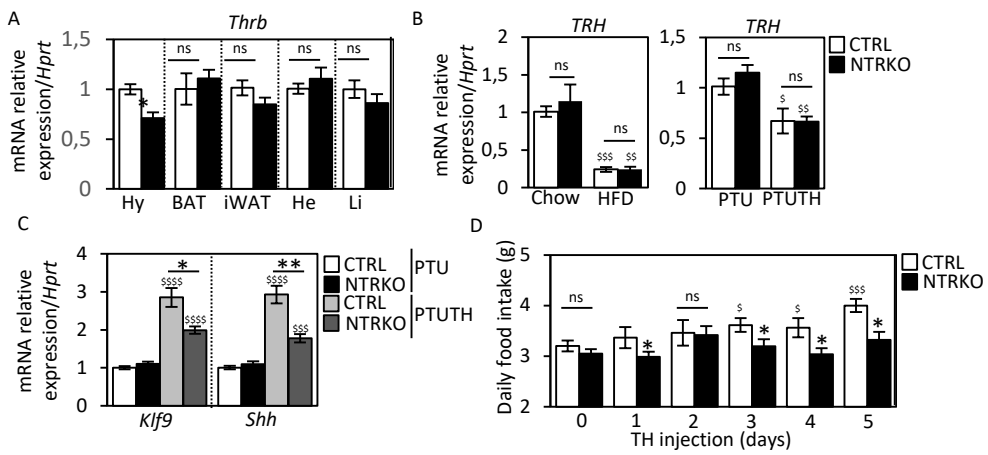 A
Thrb
mRNA relative
expression/Hprt
1,5
1
0,5
0
ns
ns
ns
ns
*
Hy
BAT
iWAT
He
Li
B
TRH
mRNA relative
expression/Hprt
2
1,5
1
0,5
0
ns
ns
$$$
$$
Chow
HFD
TRH
1,5
1
0,5
0
ns
ns
$
$$
PTU
PTUTH
CTRL
NTRKO
C
mRNA relative
expression/Hprt
4
3
2
1
0
*
$$$$
$$$$
**
$$$$
$$$
Klf9
Shh
CTRL
NTRKO
PTU
CTRL
NTRKO
PTUTH
D
Daily food intake (g)
5
4
3
2
ns
*
ns
$
*
$
*
$$$
*
0
1
2
3
4
5
TH injection (days)
CTRL
NTRKO